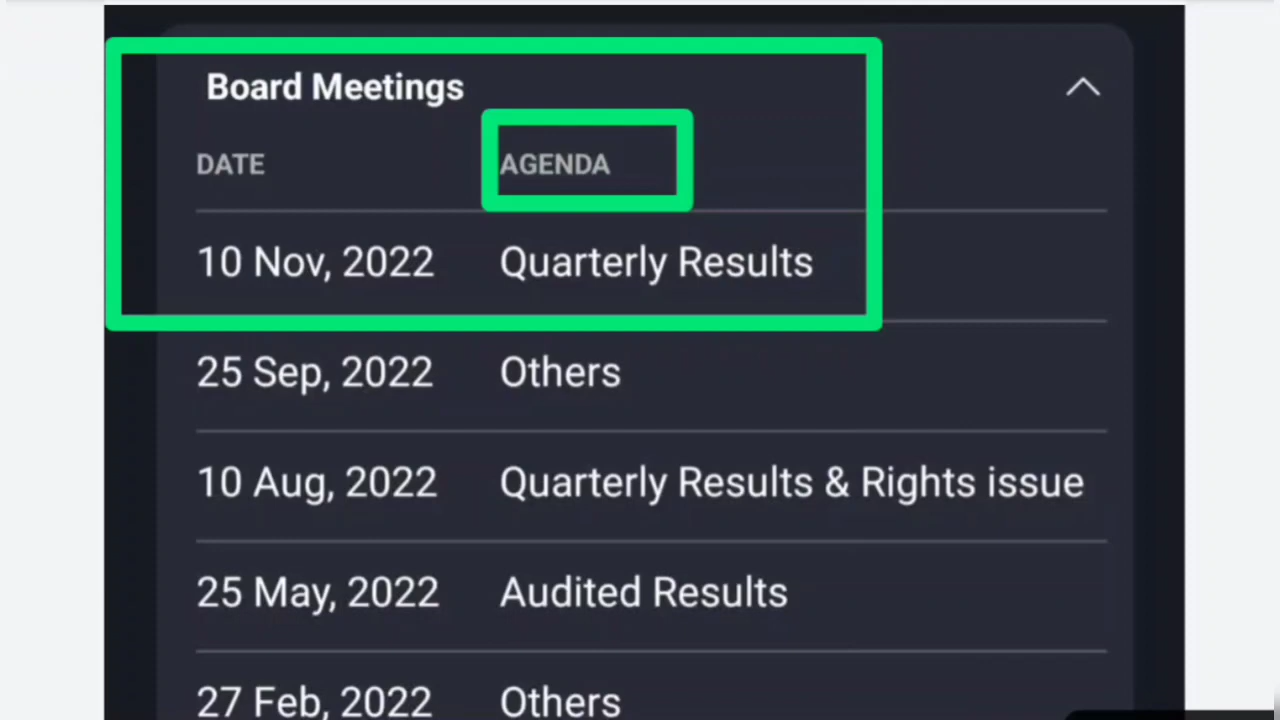 Board Meetings
DATE AGENDA
10 Nov, 2022 Quarterly Results
25 Sep, 2022 Others
10 Aug, 2022 Quarterly Results & Rights issue
25 May, 2022 Audited Results
27 Feb, 2022 Others